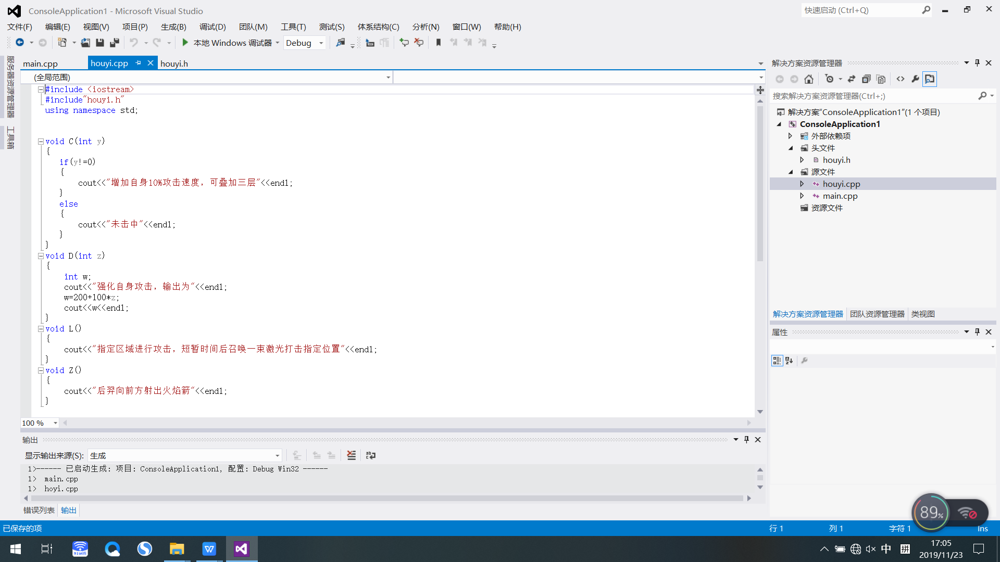 ConsoleApplication1 - Microsoft Visual Studio
快速启动 (Ctrl+Q)
文件(F) 编辑(E) 视图(V) 项目(P) 生成(B) 调试(D) 团队(M) 工具(T) 测试(S) 体系结构(C) 分析(N) 窗口(W) 帮助(H)
本地 Windows 调试器 Debug
服务器资源管理器
工具箱
main.cpp houyi.cpp houyi.h
(全局范围)
#include <iostream>
#include"houyi.h"
using namespace std;
void C(int y)
{
if(y!=0)
{
cout<<"增加自身10%攻击速度，可叠加三层"<<endl;
}
else
{
cout<<"未击中"<<endl;
}
}
void D(int z)
{
int w;
cout<<"强化自身攻击，输出为"<<endl;
w=200+100*z;
cout<<w<<endl;
}
void L()
{
cout<<"指定区域进行攻击，短暂时间后召唤一束激光打击指定位置"<<endl;
}
void Z()
{
cout<<"后羿向前方射出火焰箭"<<endl;
}
100 %
输出
显示输出来源(S): 生成
1>------ 已启动生成: 项目: ConsoleApplication1, 配置: Debug Win32 ------
1> main.cpp
1> hoyi.cpp
错误列表 输出
解决方案资源管理器
搜索解决方案资源管理器(Ctrl+;)
解决方案“ConsoleApplication1”(1 个项目)
ConsoleApplication1
外部依赖项
头文件
houyi.h
源文件
houyi.cpp
main.cpp
资源文件
解决方案资源管理器 团队资源管理器 类视图
属性
89%
已保存的项 行 1 列 1 字符 1 Ins
91wifi
中 拼
17:05
2019/11/23